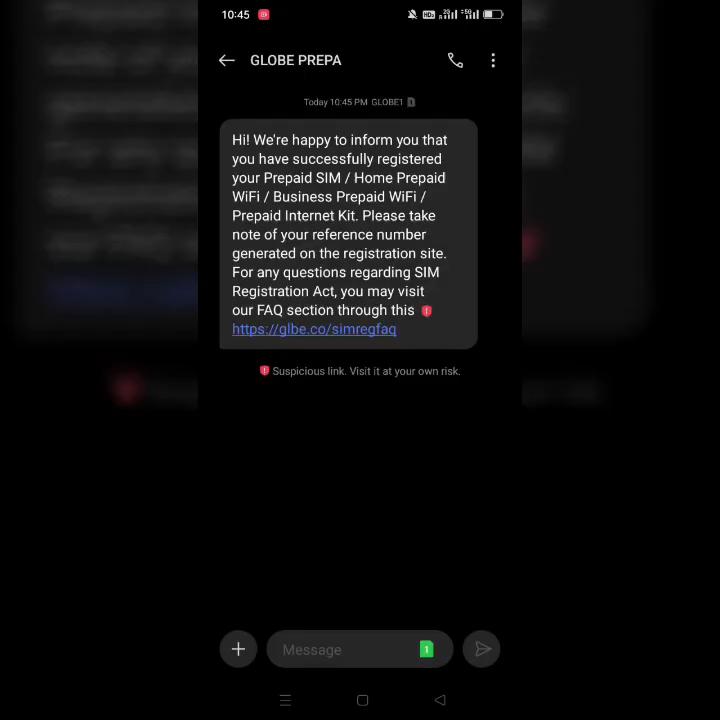 10:45
GLOBE PREPA
Today 10:45 PM GLOBE1
Hi! We're happy to inform you that
you have successfully registered
your Prepaid SIM / Home Prepaid
WiFi / Business Prepaid WiFi /
Prepaid Internet Kit. Please take
note of your reference number
generated on the registration site.
For any questions regarding SIM
Registration Act, you may visit
our FAQ section through this
https://glbe.co/simregfaq
Suspicious link. Visit it at your own risk.
Message
1